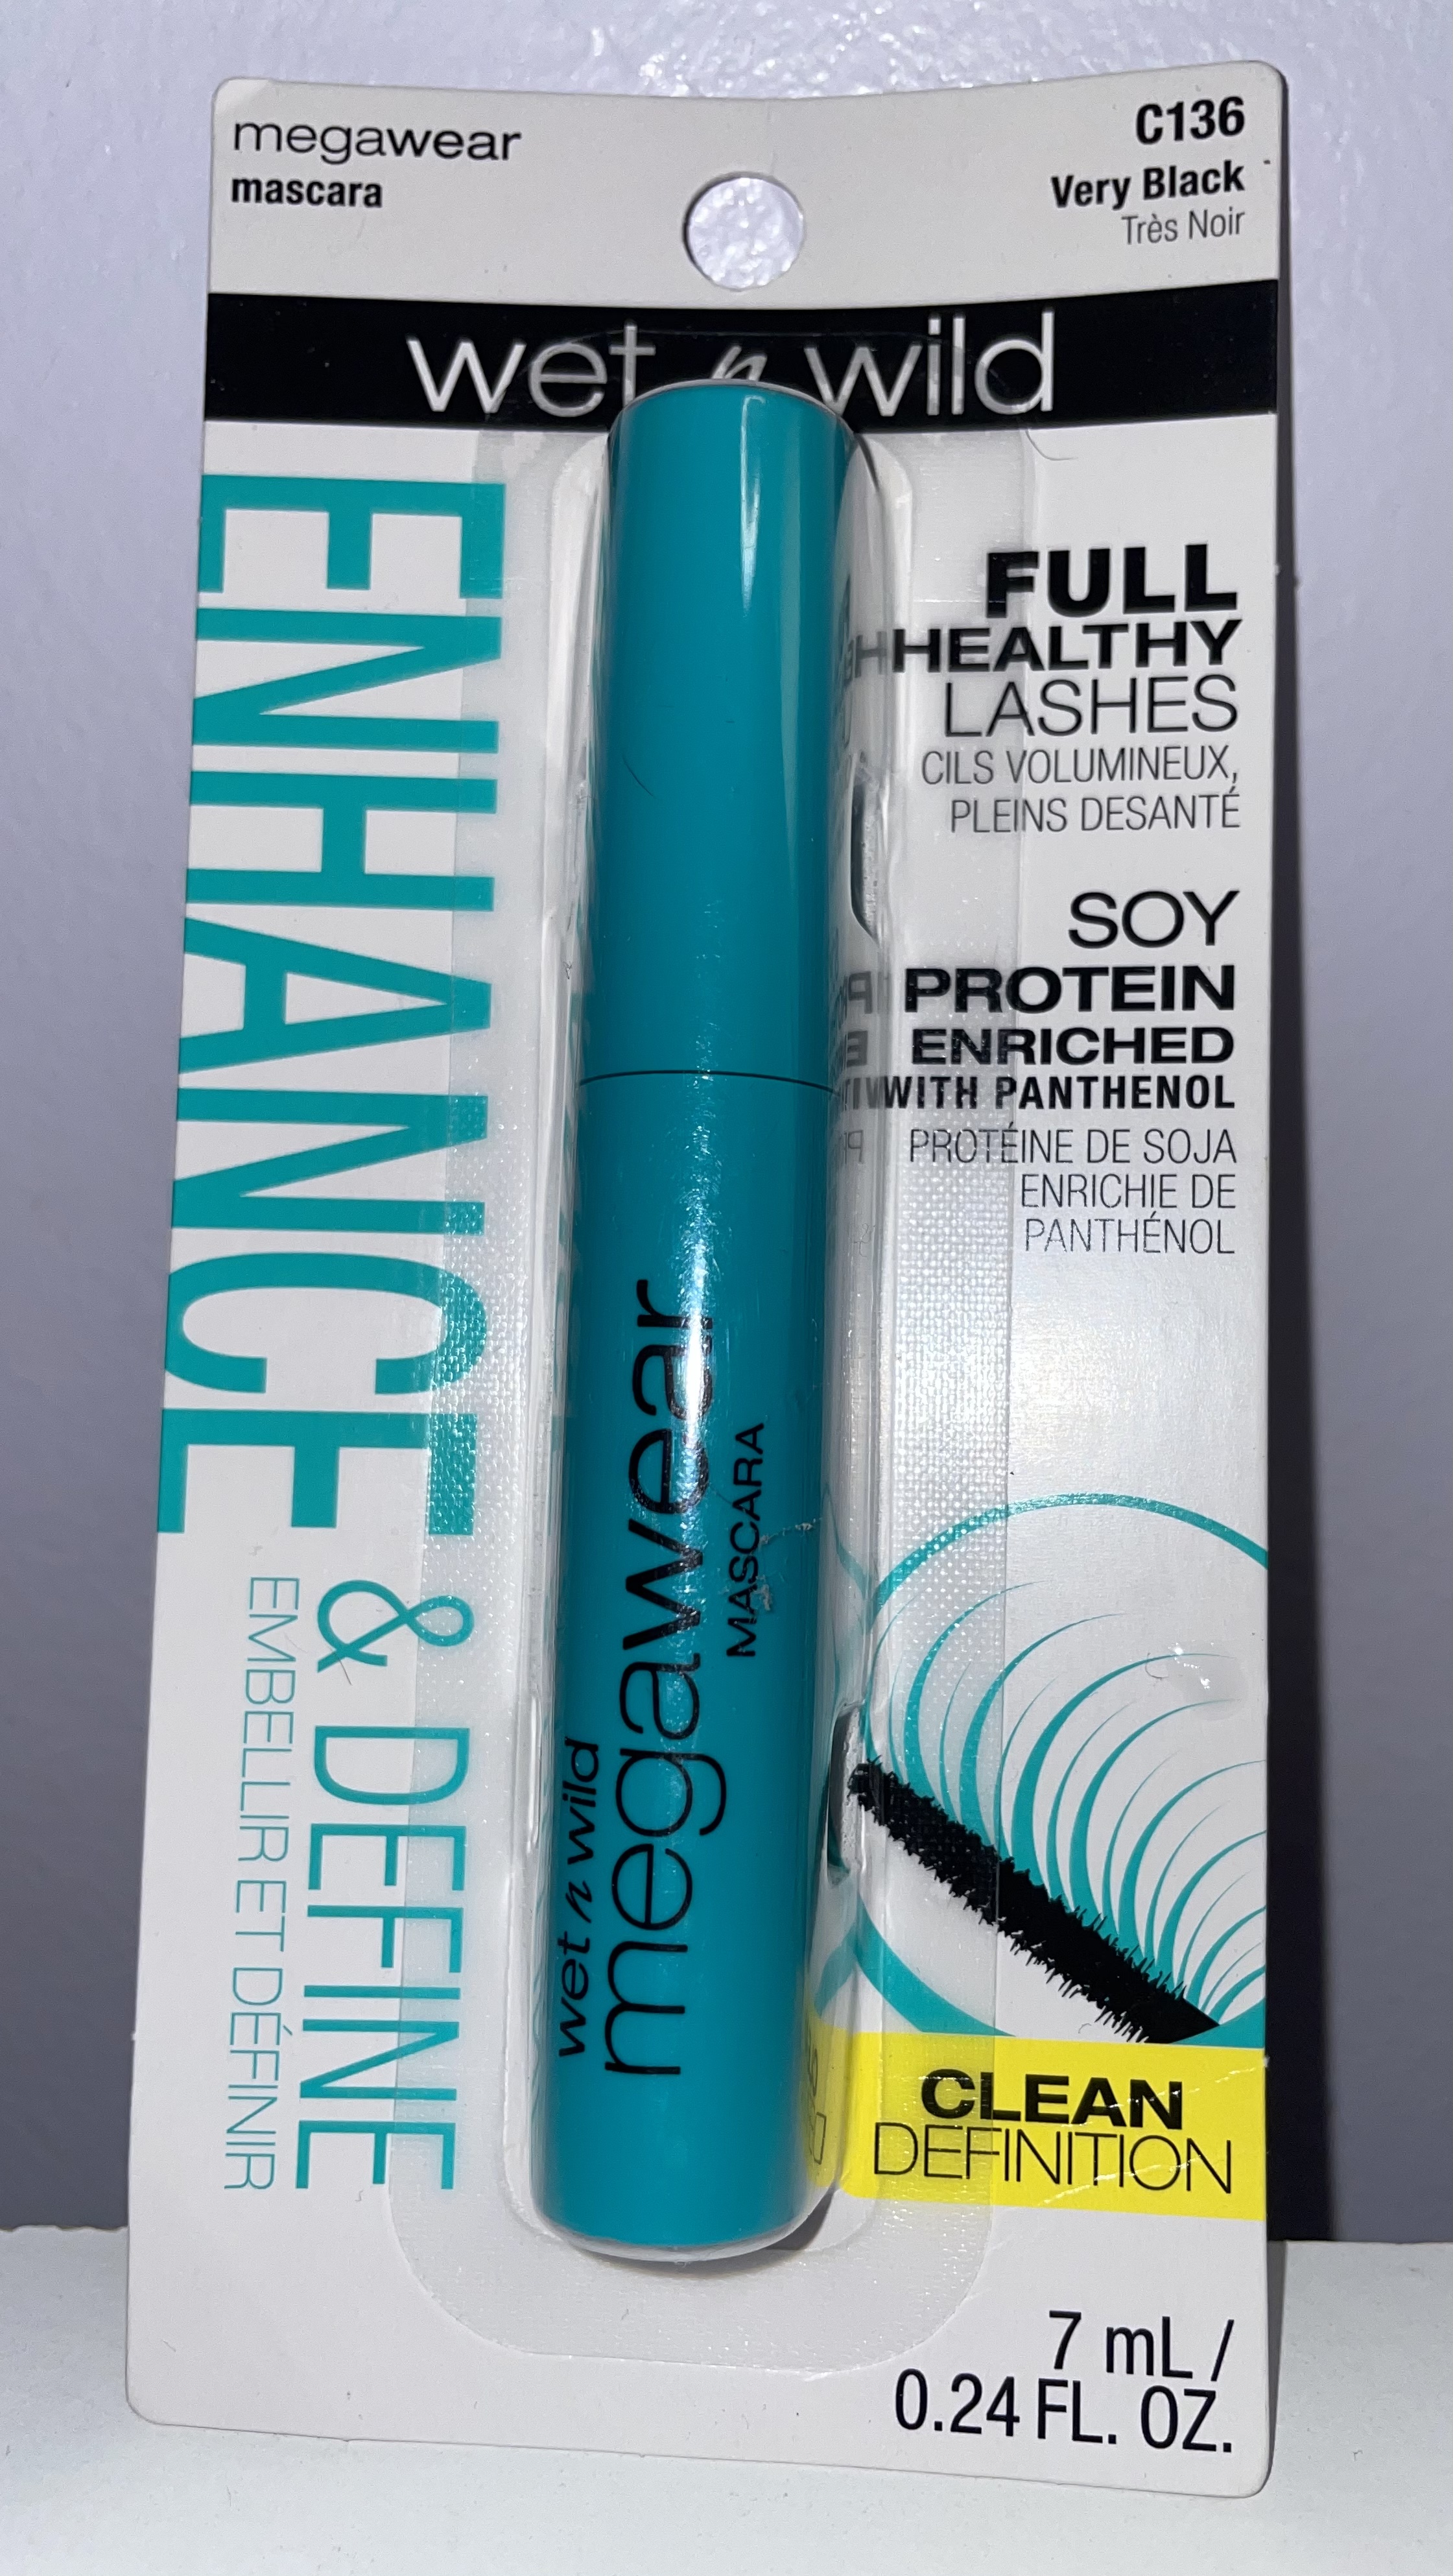 megawear
mascara
C136
Very Black
Très Noir
wet n wild
ENHANCE
& DEFINE
EMBELLIR ET DÉFINIR
FULL
HEALTHY
LASHES
CILS VOLUMINEUX,
PLEINS DESANTÉ
SOY
PROTEIN
ENRICHED
WITH PANTHENOL
PROTÉINE DE SOJA
ENRICHIE DE
PANTHÉNOL
wet n wild
megawear
MASCARA
CLEAN
DEFINITION
7 mL /
0.24 FL. OZ.